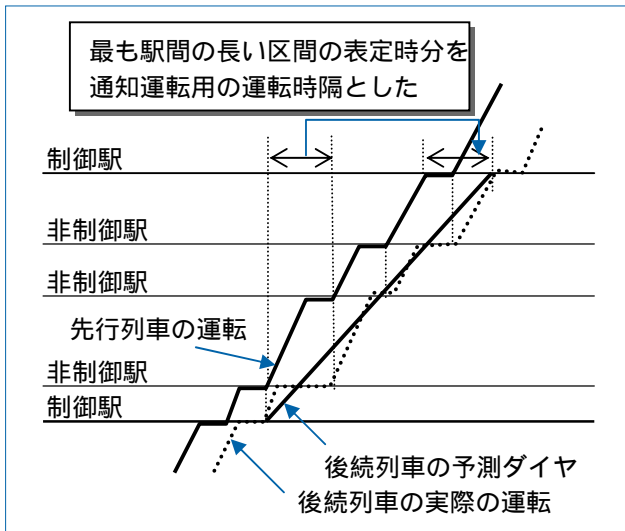 最も駅間の長い区間の表定時分を
通知運転用の運転時隔とした
制御駅
非制御駅
非制御駅
先行列車の運転
非制御駅
制御駅
後続列車の予測ダイヤ
後続列車の実際の運転